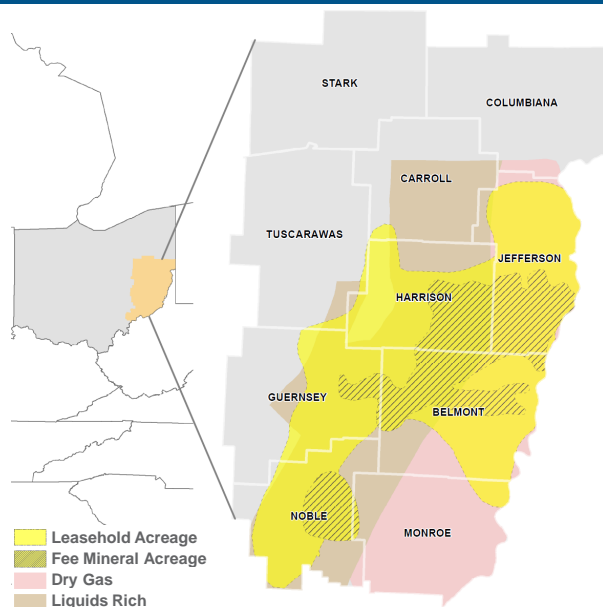 STARK
COLUMBIANA
CARROLL
TUSCARAWAS
JEFFERSON
HARRISON
GUERNSEY
BELMONT
NOBLE
MONROE
Leasehold Acreage
Fee Mineral Acreage
Dry Gas
Liquids Rich